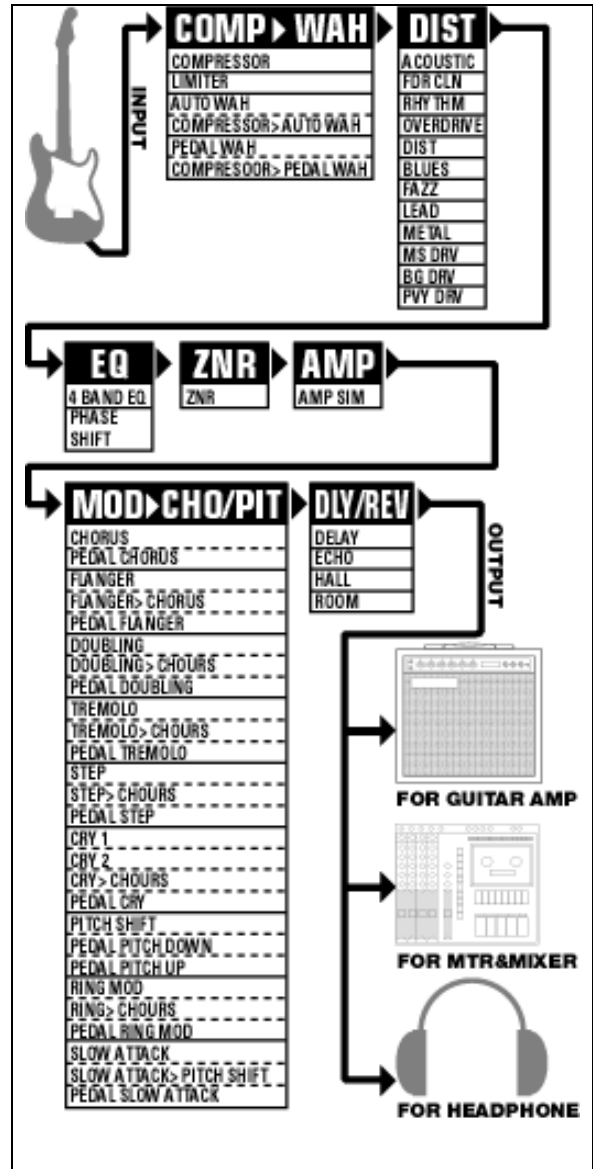 INPUT
COMP▶WAH
COMPRESSOR
LIMITER
AUTO WAH
COMPRESSOR>AUTO WAH
PEDAL WAH
COMPRESOOR>PEDAL WAH
DIST
ACOUSTIC
FDR CLN
RHYTHM
OVERDRIVE
DIST
BLUES
FAZZ
LEAD
METAL
MS DRV
BG DRV
PVY DRV
EQ
4 BAND EQ
PHASE
SHIFT
ZNR
ZNR
AMP
AMP SIM
MOD▶CHO/PIT
CHORUS
PEDAL CHORUS
FLANGER
FLANGER>CHORUS
PEDAL FLANGER
DOUBLING
DOUBLING>CHOURS
PEDAL DOUBLING
TREMOLO
TREMOLO>CHOURS
PEDAL TREMOLO
STEP
STEP>CHOURS
PEDAL STEP
CRY 1
CRY 2
CRY>CHOURS
PEDAL CRY
PITCH SHIFT
PEDAL PITCH DOWN
PEDAL PITCH UP
RING MOD
RING>CHOURS
PEDAL RING MOD
SLOW ATTACK
SLOW ATTACK>PITCH SHIFT
PEDAL SLOW ATTACK
DLY/REV
DELAY
ECHO
HALL
ROOM
OUTPUT
FOR GUITAR AMP
FOR MTR&MIXER
FOR HEADPHONE